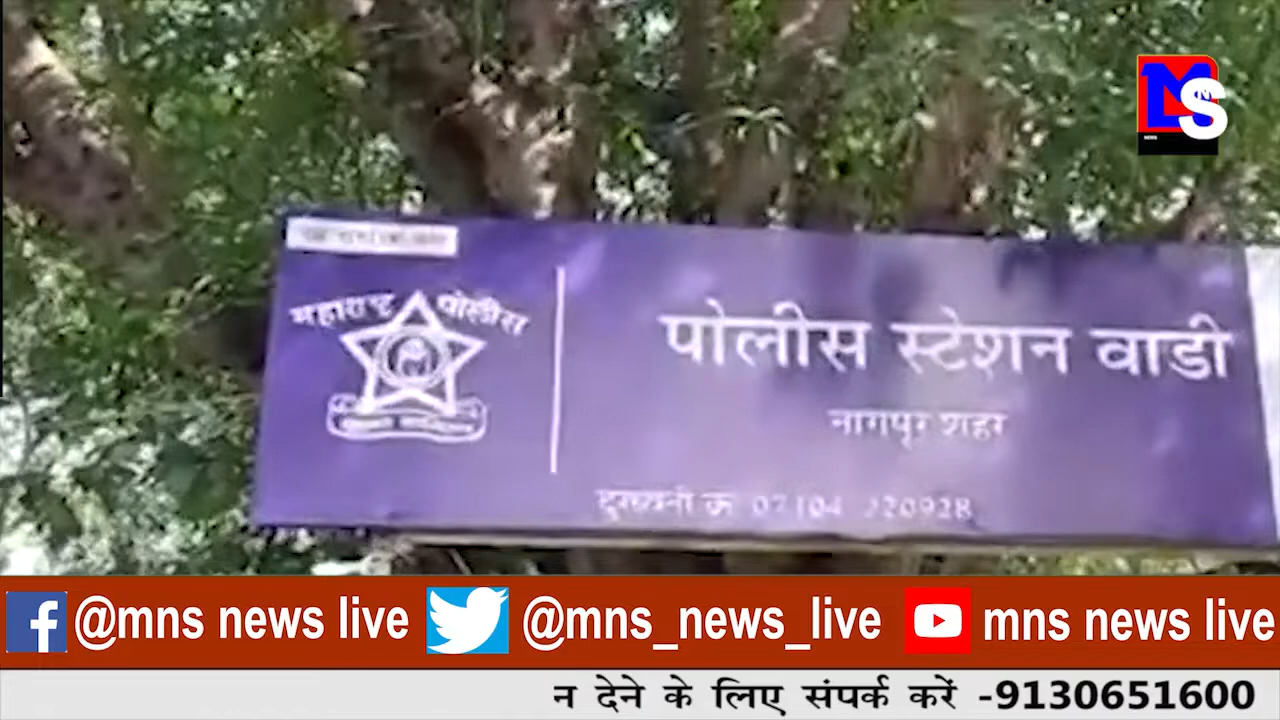 महाराष्ट्र पोलीस
पोलीस स्टेशन वाडी
नागपुर शहर
दुरध्वनी क्र 07104 220928
@mns news live @mns_news_live mns news live
न देने के लिए संपर्क करें -9130651600